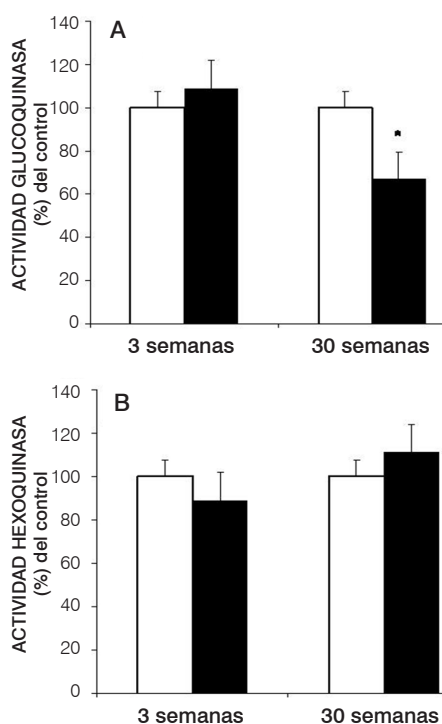 A
ACTIVIDAD GLUCOQUINASA
(%) del control
140
120
100
80
60
40
20
0
*
3 semanas 30 semanas
B
ACTIVIDAD HEXOQUINASA
(%) del control
140
120
100
80
60
40
20
0
3 semanas 30 semanas